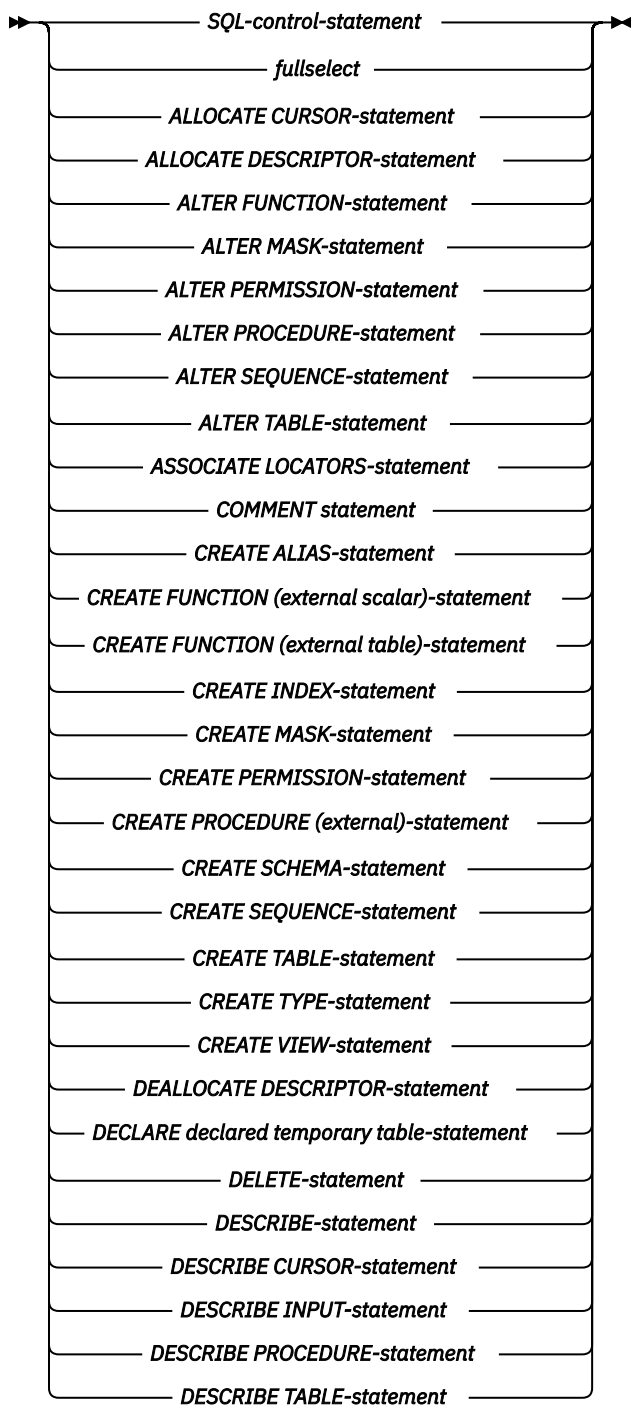 SQL-control-statement
fullselect
ALLOCATE CURSOR-statement
ALLOCATE DESCRIPTOR-statement
ALTER FUNCTION-statement
ALTER MASK-statement
ALTER PERMISSION-statement
ALTER PROCEDURE-statement
ALTER SEQUENCE-statement
ALTER TABLE-statement
ASSOCIATE LOCATORS-statement
COMMENT statement
CREATE ALIAS-statement
CREATE FUNCTION (external scalar)-statement
CREATE FUNCTION (external table)-statement
CREATE INDEX-statement
CREATE MASK-statement
CREATE PERMISSION-statement
CREATE PROCEDURE (external)-statement
CREATE SCHEMA-statement
CREATE SEQUENCE-statement
CREATE TABLE-statement
CREATE TYPE-statement
CREATE VIEW-statement
DEALLOCATE DESCRIPTOR-statement
DECLARE declared temporary table-statement
DELETE-statement
DESCRIBE-statement
DESCRIBE CURSOR-statement
DESCRIBE INPUT-statement
DESCRIBE PROCEDURE-statement
DESCRIBE TABLE-statement